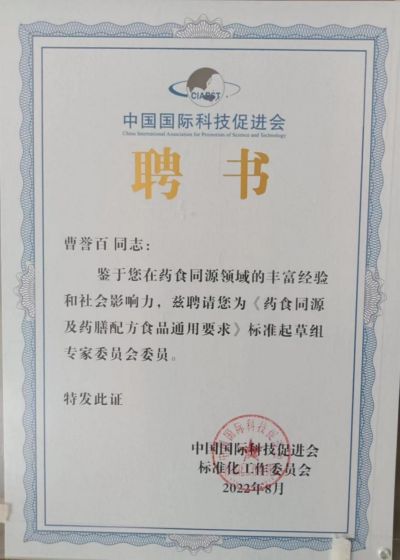 CIAPST
中国国际科技促进会
China International Association for Promotion of Science and Technology
聘书
曹誉百 同志：
鉴于您在药食同源领域的丰富经验
和社会影响力，兹聘请您为《药食同源
及药膳配方食品通用要求》标准起草组
专家委员会委员。
特发此证
中国国际科技促进会
标准化工作委员会
2022年8月